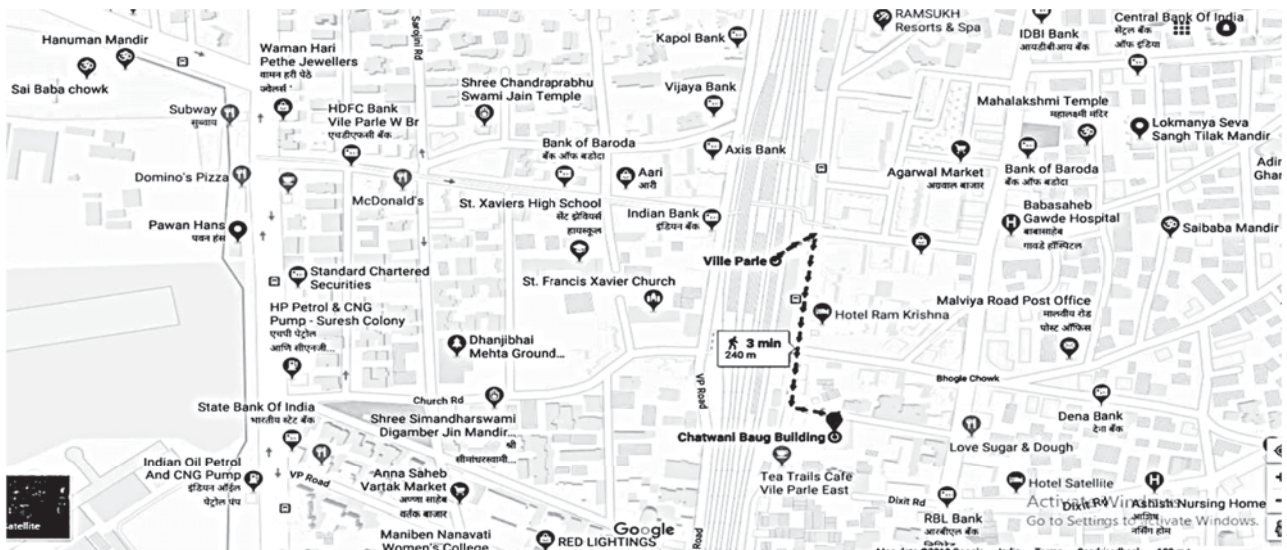 Hanuman Mandir
Sai Baba chowk
Waman Hari
Pethe Jewellers
वामन हरी पेठे
ज्वेलर्स
Sarojini Rd
Kapol Bank
RAMSUKH
Resorts & Spa
IDBI Bank
आयडीबीआय बँक
Central Bank Of India
सेंट्रल बँक
ऑफ इंडिया
Subway
सुब्वाय
HDFC Bank
Vile Parle W Br
एचडीएफसी बँक
Shree Chandraprabhu
Swami Jain Temple
Vijaya Bank
Mahalakshmi Temple
महालक्ष्मी मंदिर
Lokmanya Seva
Sangh Tilak Mandir
Bank of Baroda
बँक ऑफ बडोदा
Axis Bank
Domino's Pizza
McDonald's
Aari
आरी
Agarwal Market
अग्रवाल बाजार
Bank of Baroda
बँक ऑफ बडोदा
St. Xaviers High School
सेंट झेवियर्स
हायस्कूल
Indian Bank
इंडियन बँक
Babasaheb
Gawde Hospital
बाबासाहेब
गावडे हॉस्पिटल
Pawan Hans
पवन हंस
Saibaba Mandir
Standard Chartered
Securities
St. Francis Xavier Church
Ville Parle
HP Petrol & CNG
Pump - Suresh Colony
एचपी पेट्रोल
आणि सीएनजी...
Hotel Ram Krishna
Malviya Road Post Office
मालवीय रोड
पोस्ट ऑफिस
Dhanjibhai
Mehta Ground...
3 min
240 m
Bhogle Chowk
VP Road
Church Rd
State Bank Of India
भारतीय स्टेट बँक
Shree Simandharswami
Digamber Jin Mandir...
श्री
सीमांधरस्वामी...
Chatwani Baug Building
Dena Bank
देना बँक
Love Sugar & Dough
Indian Oil Petrol
And CNG Pump
इंडियन ऑईल
पेट्रोल पंप
VP Road
Anna Saheb
Vartak Market
अण्णा साहेब
वर्तक बाजार
Tea Trails Cafe
Vile Parle East
Hotel Satellite
Dixit Rd
Dixit Rd
Ashish Nursing Home
आशिष
नर्सिंग होम
RBL Bank
आरबीएल बँक
Activate Windows
Go to Settings to activate Windows.
Maniben Nanavati
Women's College
RED LIGHTINGS
Google